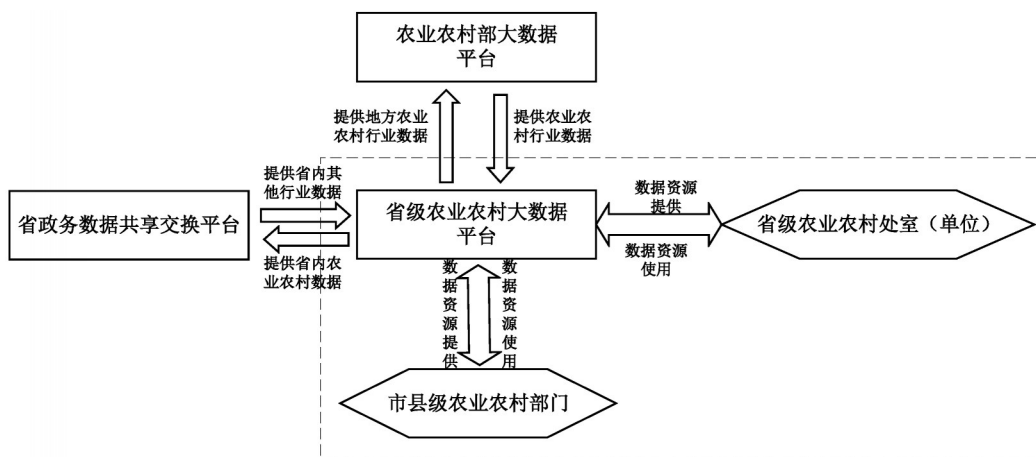 农业农村部大数据
平台
提供地方农业
农村行业数据
提供农业农
村行业数据
提供省内其
他行业数据
省政务数据共享交换平台
提供省内农
业农村数据
省级农业农村大数据
平台
数据资源
提供
数据资源
使用
省级农业农村处室（单位）
数据资源提供
数据资源使用
市县级农业农村部门